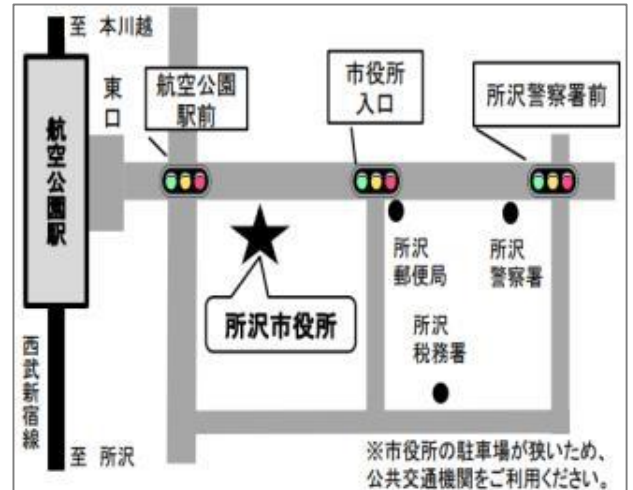 至 本川越
航空公園駅
東口
航空公園
駅前
市役所
入口
所沢警察署前
所沢市役所
所沢
郵便局
所沢
警察署
所沢
税務署
西武新宿線
至 所沢
※市役所の駐車場が狭いため、
公共交通機関をご利用ください。